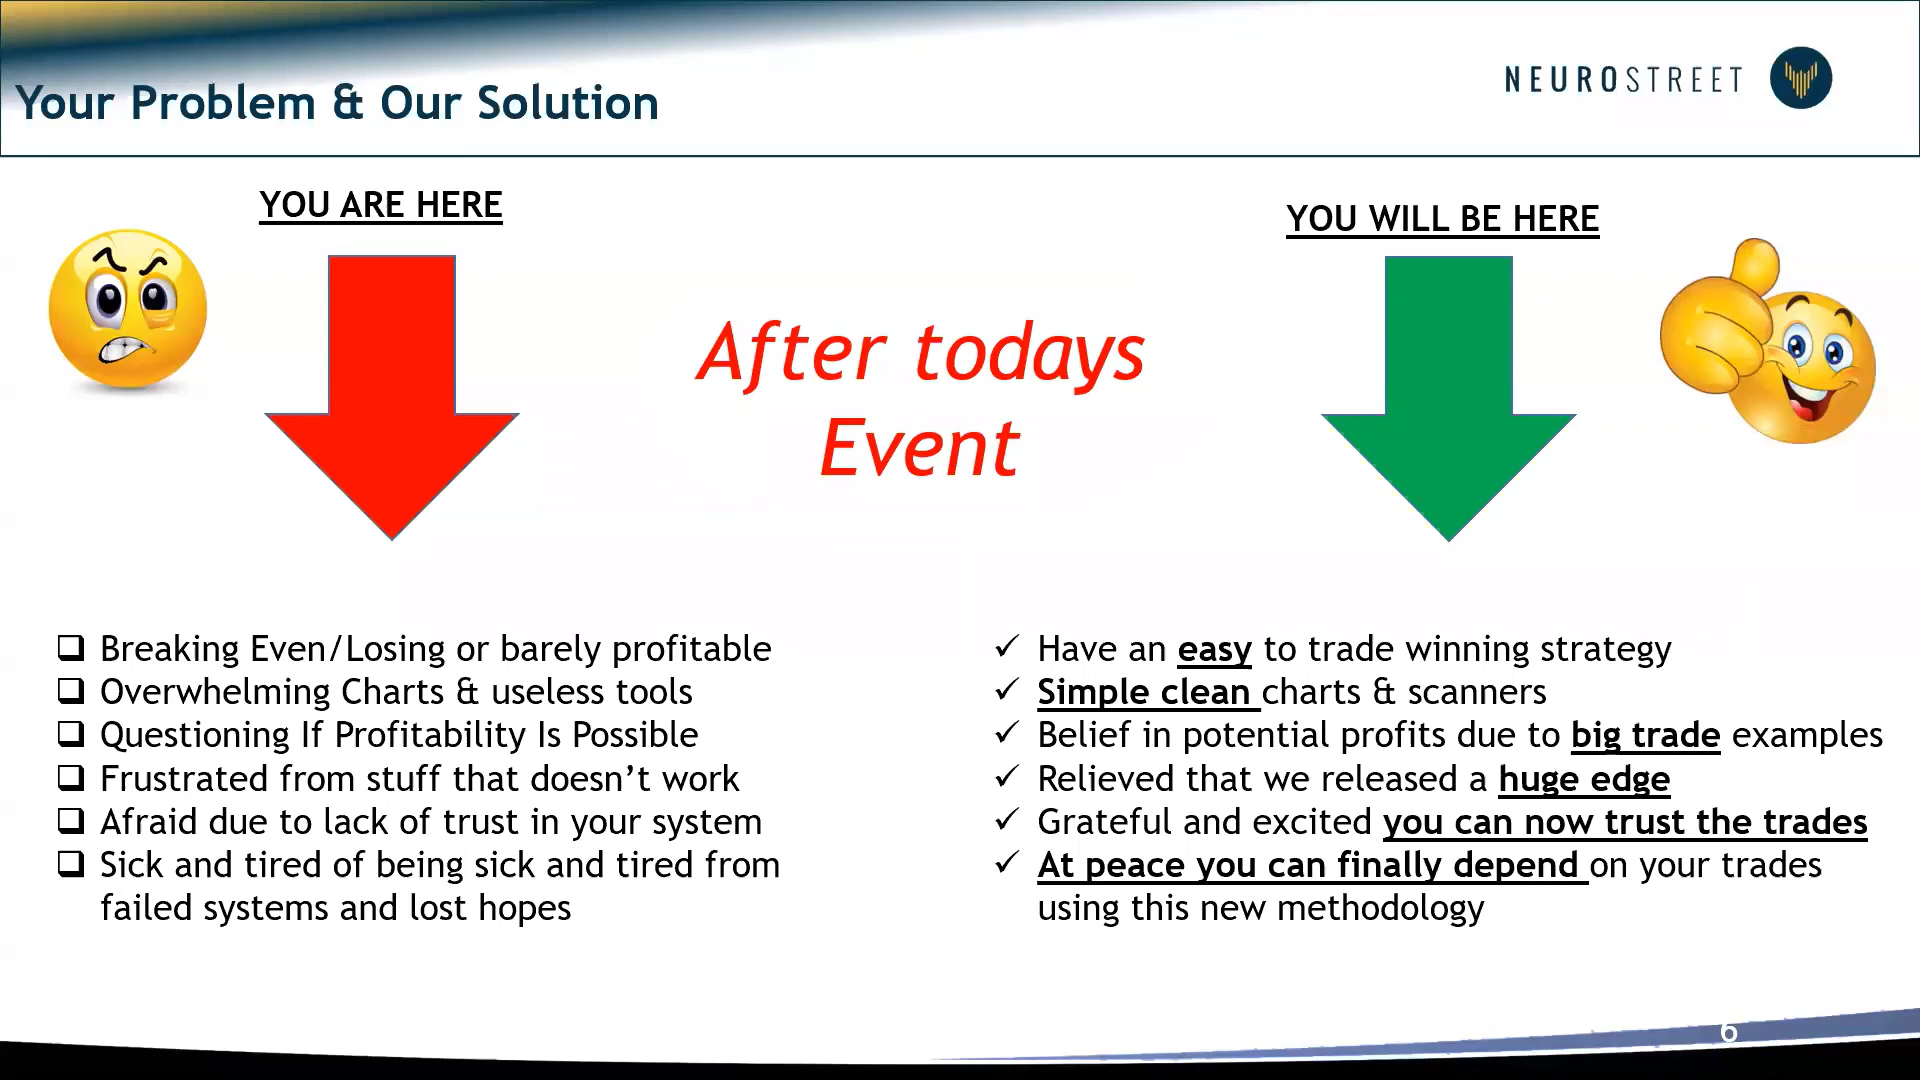 Your Problem & Our Solution
NEUROSTREET
YOU ARE HERE
YOU WILL BE HERE
After todays
Event
Breaking Even/Losing or barely profitable
Overwhelming Charts & useless tools
Questioning If Profitability Is Possible
Frustrated from stuff that doesn’t work
Afraid due to lack of trust in your system
Sick and tired of being sick and tired from
failed systems and lost hopes
Have an easy to trade winning strategy
Simple clean charts & scanners
Belief in potential profits due to big trade examples
Relieved that we released a huge edge
Grateful and excited you can now trust the trades
At peace you can finally depend on your trades
using this new methodology
6